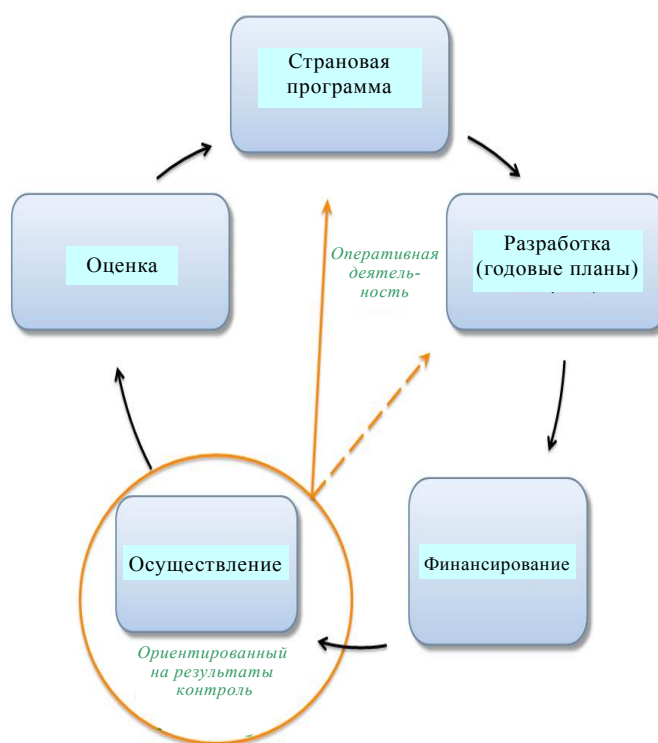 Страновая
программа
Оценка
Оперативная
деятель-
ность
Разработка
(годовые планы)
Осуществление
Финансирование
Ориентированный
на результаты
контроль